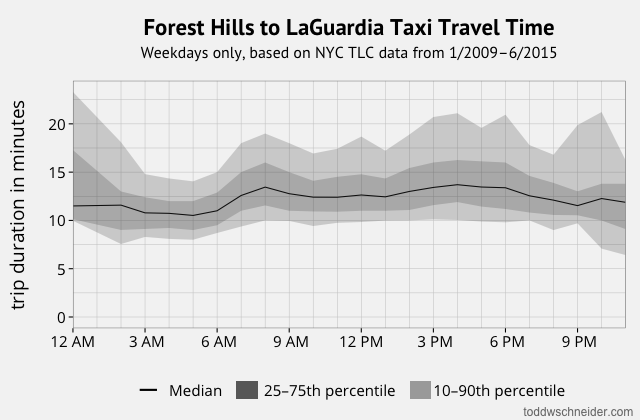 Forest Hills to LaGuardia Taxi Travel Time
Weekdays only, based on NYC TLC data from 1/2009–6/2015
trip duration in minutes
20
15
10
5
0
12 AM 3 AM 6 AM 9 AM 12 PM 3 PM 6 PM 9 PM
Median 25–75th percentile 10–90th percentile
toddwschneider.com